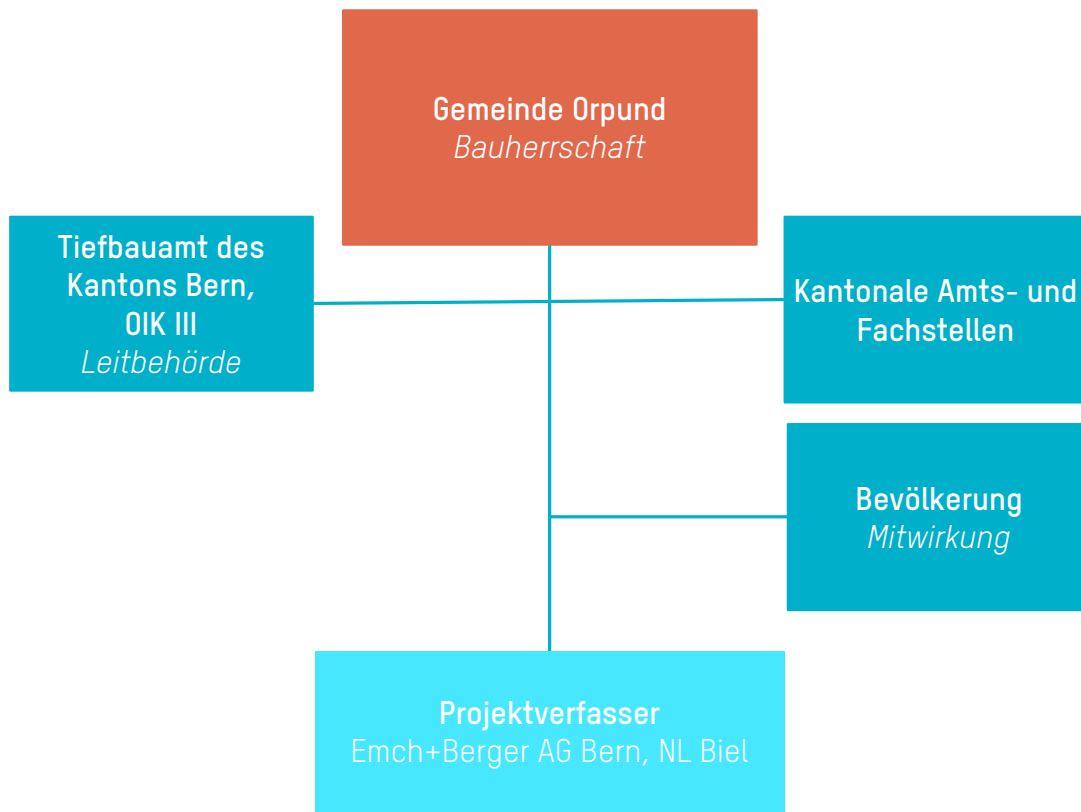 Gemeinde Orpund
Bauherrschaft
Tiefbauamt des
Kantons Bern,
OIK III
Leitbehörde
Kantonale Amts- und
Fachstellen
Bevölkerung
Mitwirkung
Projektverfasser
Emch+Berger AG Bern, NL Biel